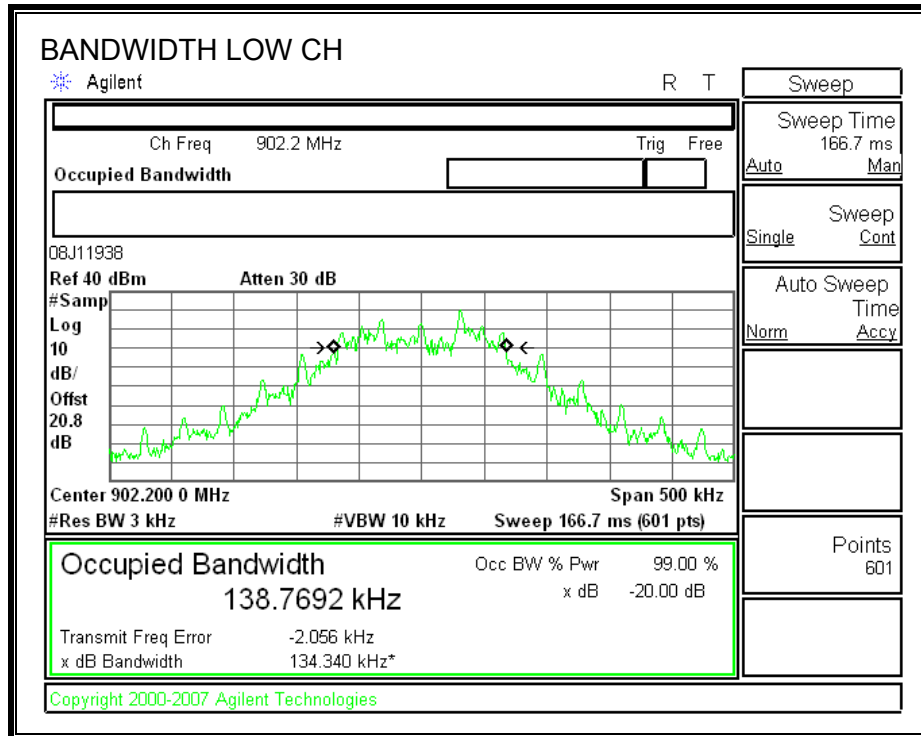 BANDWIDTH LOW CH
Agilent R T
Ch Freq 902.2 MHz Trig Free
Occupied Bandwidth
08J11938
Ref 40 dBm Atten 30 dB
#Samp
Log
10
dB/
Offst
20.8
dB
Center 902.200 0 MHz Span 500 kHz
#Res BW 3 kHz #VBW 10 kHz Sweep 166.7 ms (601 pts)
Occupied Bandwidth Occ BW % Pwr 99.00 %
138.7692 kHz x dB -20.00 dB
Transmit Freq Error -2.056 kHz
x dB Bandwidth 134.340 kHz*
Copyright 2000-2007 Agilent Technologies
Sweep
Sweep Time
166.7 ms
Auto Man
Sweep
Single Cont
Auto Sweep
Time
Norm Accy
Points
601